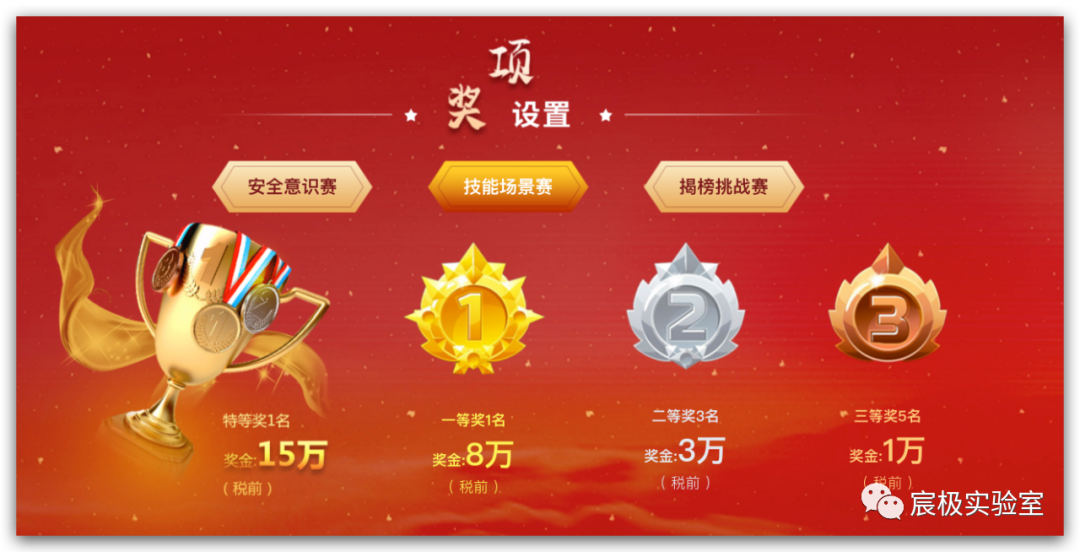 奖项设置
安全意识赛
技能场景赛
揭榜挑战赛
1
2
3
特等奖1名
奖金:15万
（税前）
一等奖1名
奖金:8万
（税前）
二等奖3名
奖金:3万
（税前）
三等奖5名
奖金:1万
（税前）
宸极实验室